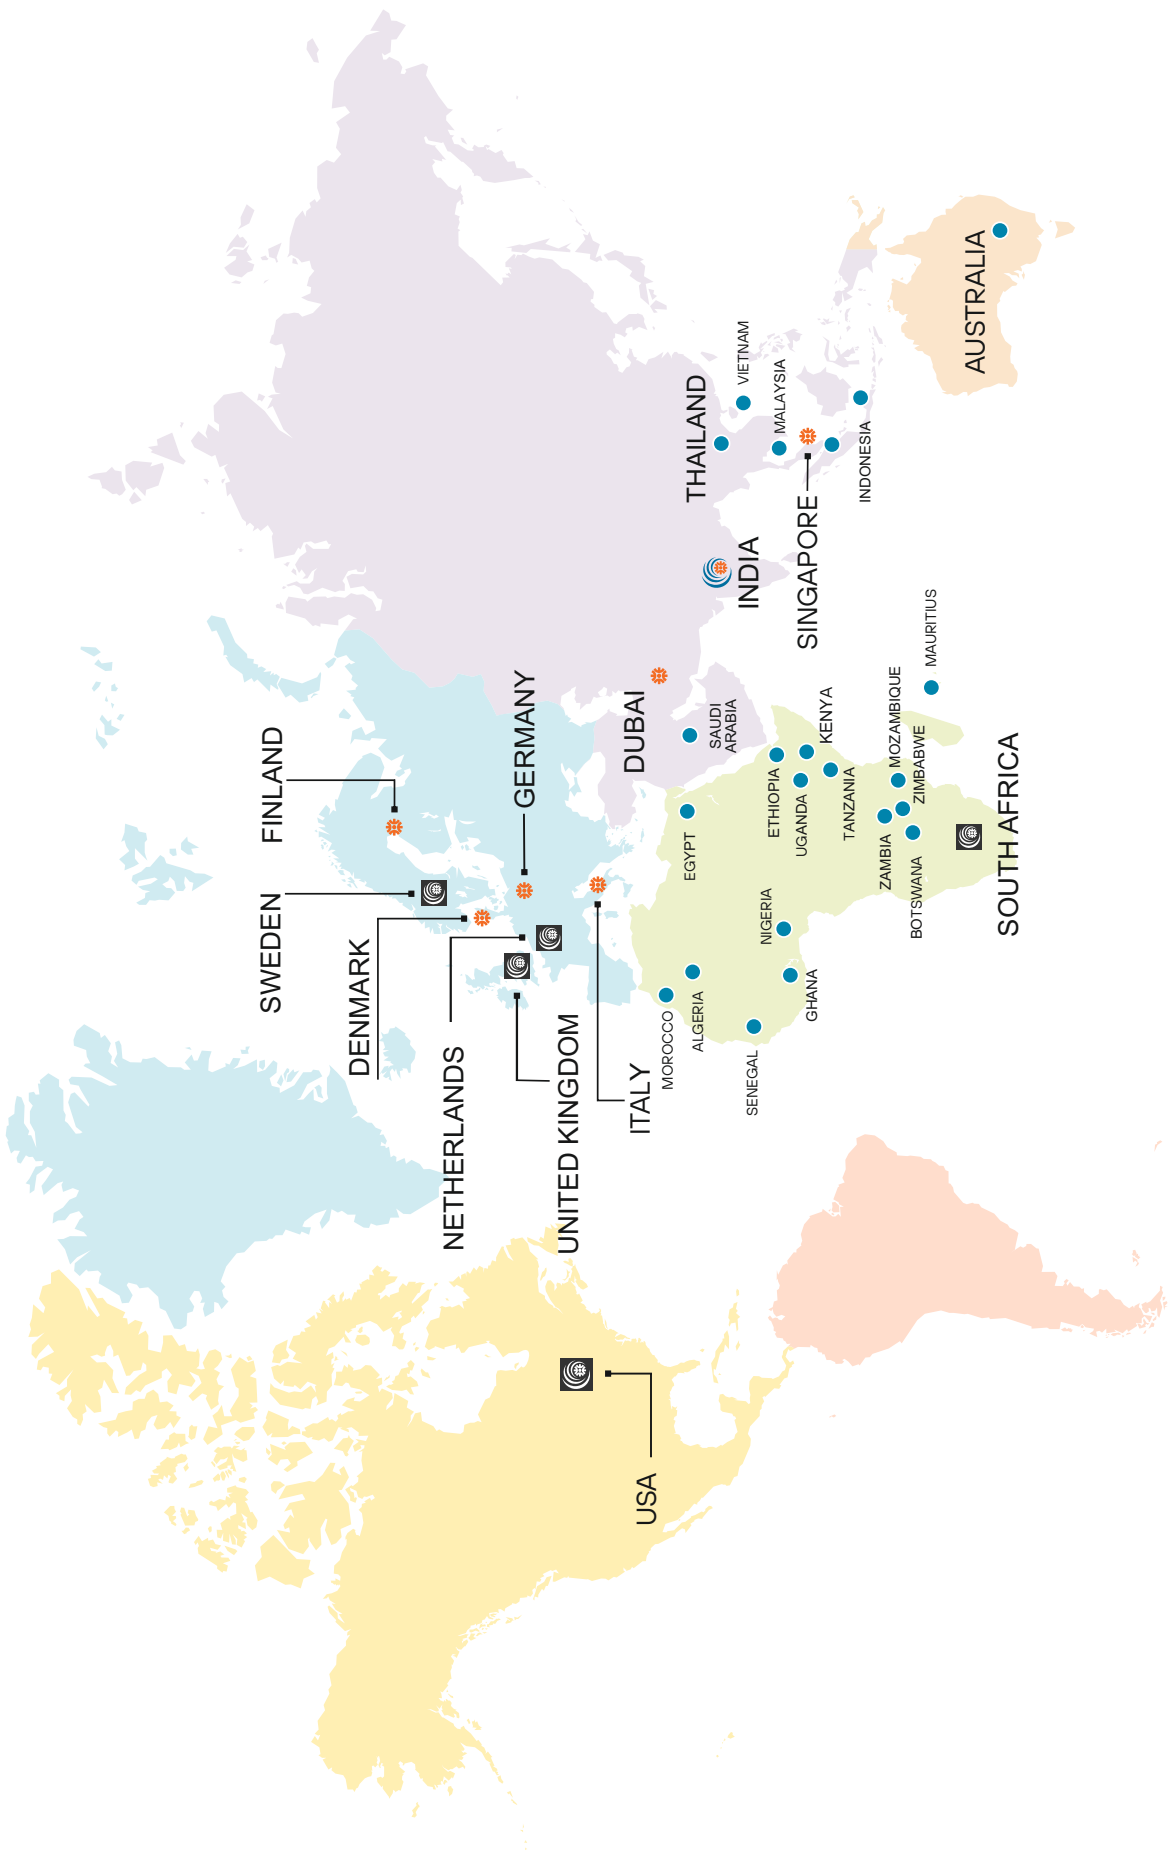 FINLAND
SWEDEN
DENMARK
NETHERLANDS
GERMANY
UNITED KINGDOM
ITALY
USA
DUBAI
SAUDI
ARABIA
INDIA
THAILAND
VIETNAM
MALAYSIA
SINGAPORE
INDONESIA
AUSTRALIA
MOROCCO
ALGERIA
EGYPT
SENEGAL
GHANA
NIGERIA
ETHIOPIA
UGANDA
KENYA
TANZANIA
ZAMBIA
MOZAMBIQUE
ZIMBABWE
BOTSWANA
MAURITIUS
SOUTH AFRICA